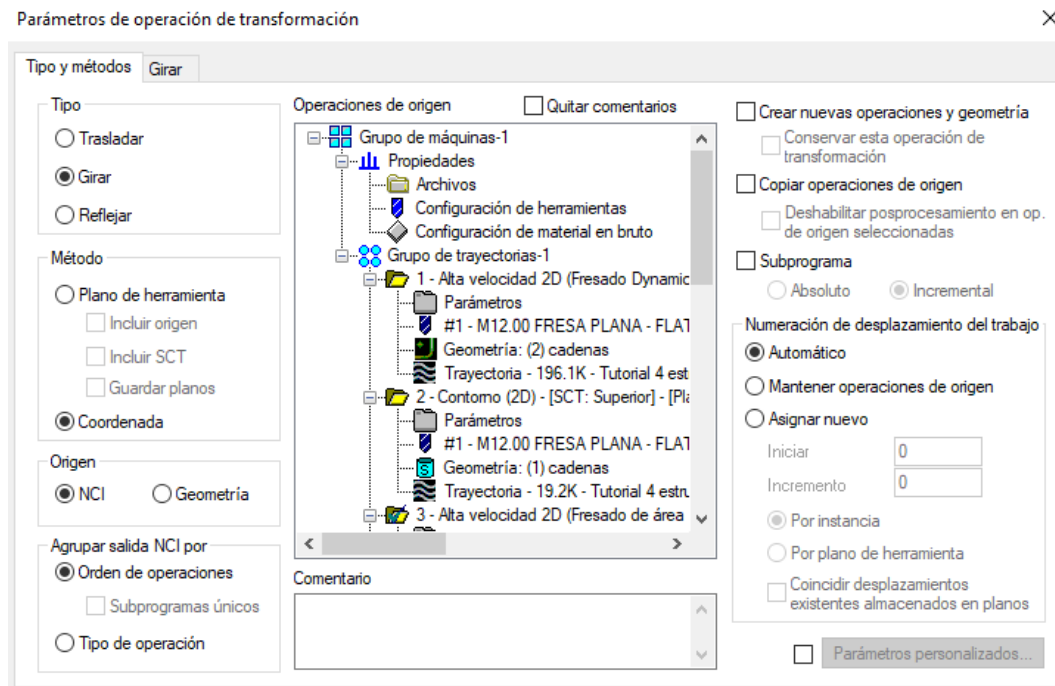 Parámetros de operación de transformación
Tipo y métodos
Girar
Tipo
Trasladar
Girar
Reflejar
Método
Plano de herramienta
Incluir origen
Incluir SCT
Guardar planos
Coordenada
Origen
NCI
Geometría
Agrupar salida NCI por
Orden de operaciones
Subprogramas únicos
Tipo de operación
Operaciones de origen
Quitar comentarios
Grupo de máquinas-1
Propiedades
Archivos
Configuración de herramientas
Configuración de material en bruto
Grupo de trayectorias-1
1 - Alta velocidad 2D (Fresado Dynamic
Parámetros
#1 - M12.00 FRESA PLANA - FLAT
Geometría: (2) cadenas
Trayectoria - 196.1K - Tutorial 4 est
2 - Contorno (2D) - [SCT: Superior] - [Pla
Parámetros
#1 - M12.00 FRESA PLANA - FLAT
Geometría: (1) cadenas
Trayectoria - 19.2K - Tutorial 4 estru
3 - Alta velocidad 2D (Fresado de área
Comentario
Crear nuevas operaciones y geometría
Conservar esta operación de
transformación
Copiar operaciones de origen
Deshabilitar posprocesamiento en op.
de origen seleccionadas
Subprograma
Absoluto
Incremental
Numeración de desplazamiento del trabajo
Automático
Mantener operaciones de origen
Asignar nuevo
Iniciar 0
Incremento 0
Por instancia
Por plano de herramienta
Coincidir desplazamientos
existentes almacenados en planos
Parámetros personalizados...